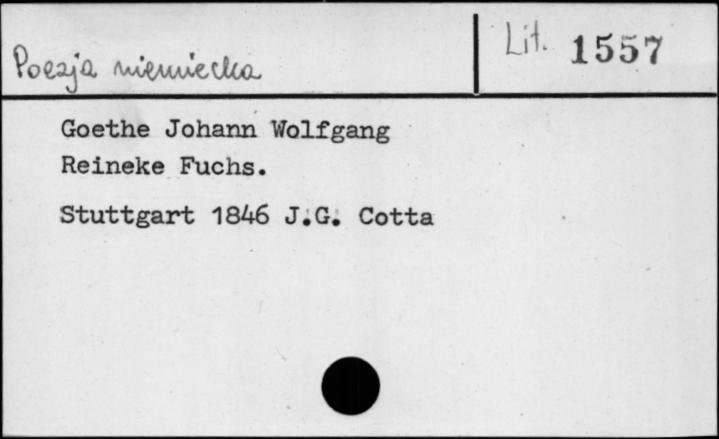 Poezja niemiecka
Lit. 1557
Goethe Johann Wolfgang
Reineke Fuchs.
Stuttgart 1846 J.G. Cotta